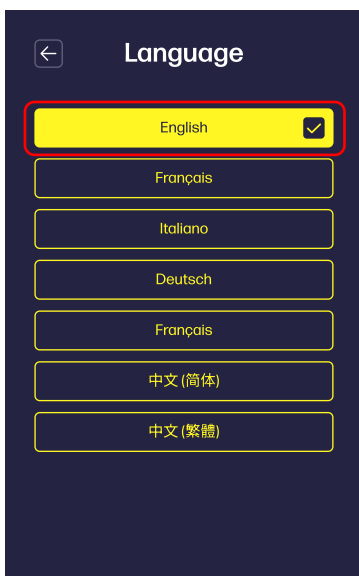 Language
English
Français
Italiano
Deutsch
Français
中文 (简体)
中文 (繁體)